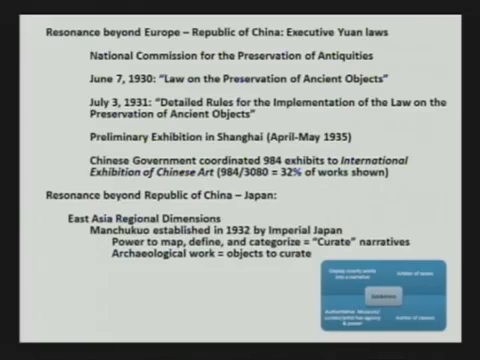 Resonance beyond Europe – Republic of China: Executive Yuan laws
National Commission for the Preservation of Antiquities
June 7, 1930: "Law on the Preservation of Ancient Objects"
July 3, 1931: "Detailed Rules for the Implementation of the Law on the
Preservation of Ancient Objects"
Preliminary Exhibition in Shanghai (April-May 1935)
Chinese Government coordinated 984 exhibits to International
Exhibition of Chinese Art (984/3080 = 32% of works shown)
Resonance beyond Republic of China – Japan:
East Asia Regional Dimensions
Manchukuo established in 1932 by Imperial Japan
Power to map, define, and categorize = "Curate" narratives
Archaeological work = objects to curate
into a narrative
& power